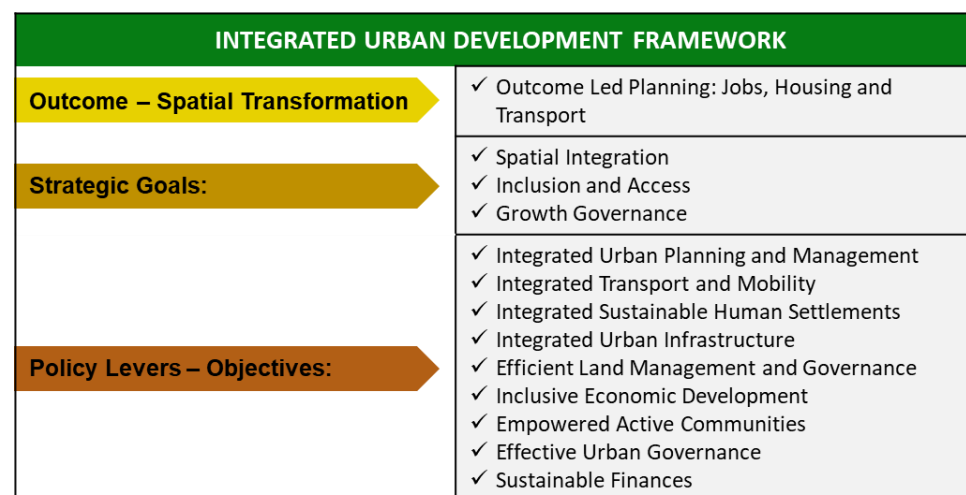 INTEGRATED URBAN DEVELOPMENT FRAMEWORK
Outcome – Spatial Transformation
✓ Outcome Led Planning: Jobs, Housing and
Transport
Strategic Goals:
✓ Spatial Integration
✓ Inclusion and Access
✓ Growth Governance
Policy Levers – Objectives:
✓ Integrated Urban Planning and Management
✓ Integrated Transport and Mobility
✓ Integrated Sustainable Human Settlements
✓ Integrated Urban Infrastructure
✓ Efficient Land Management and Governance
✓ Inclusive Economic Development
✓ Empowered Active Communities
✓ Effective Urban Governance
✓ Sustainable Finances